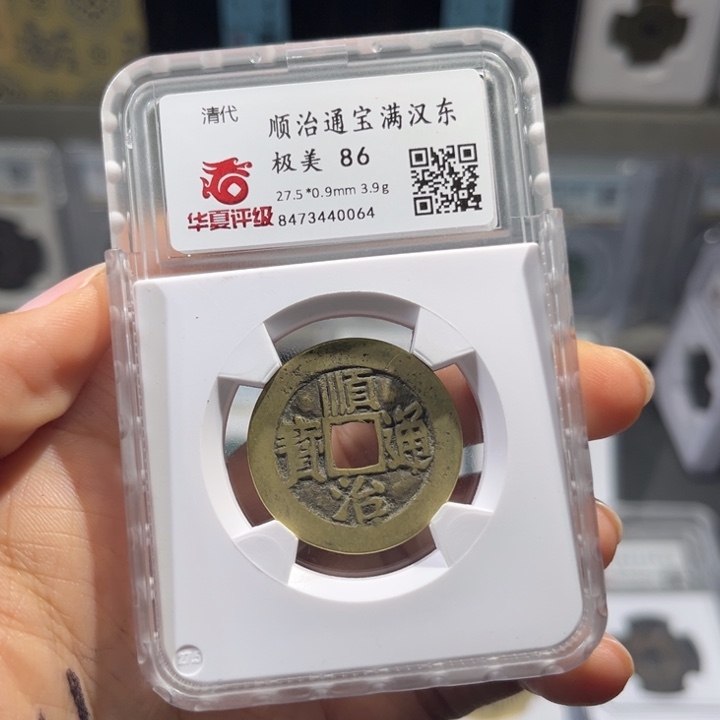 清代
顺治通宝满汉东
极美 86
27.5*0.9mm 3.9g
华夏评级 8473440064
順
寶 通
治